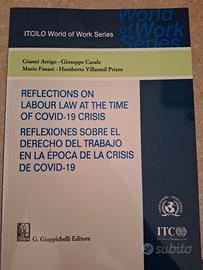 World of Work Series
ITCILO World of Work Series
Gianni Arrigo - Giuseppe Casale
Mario Fasani - Humberto Villasmil Prieto
REFLECTIONS ON
LABOUR LAW AT THE TIME
OF COVID-19 CRISIS
REFLEXIONES SOBRE EL
DERECHO DEL TRABAJO
EN LA ÉPOCA DE LA CRISIS
DE COVID-19
G. Giappichelli Editore
ITC
subito